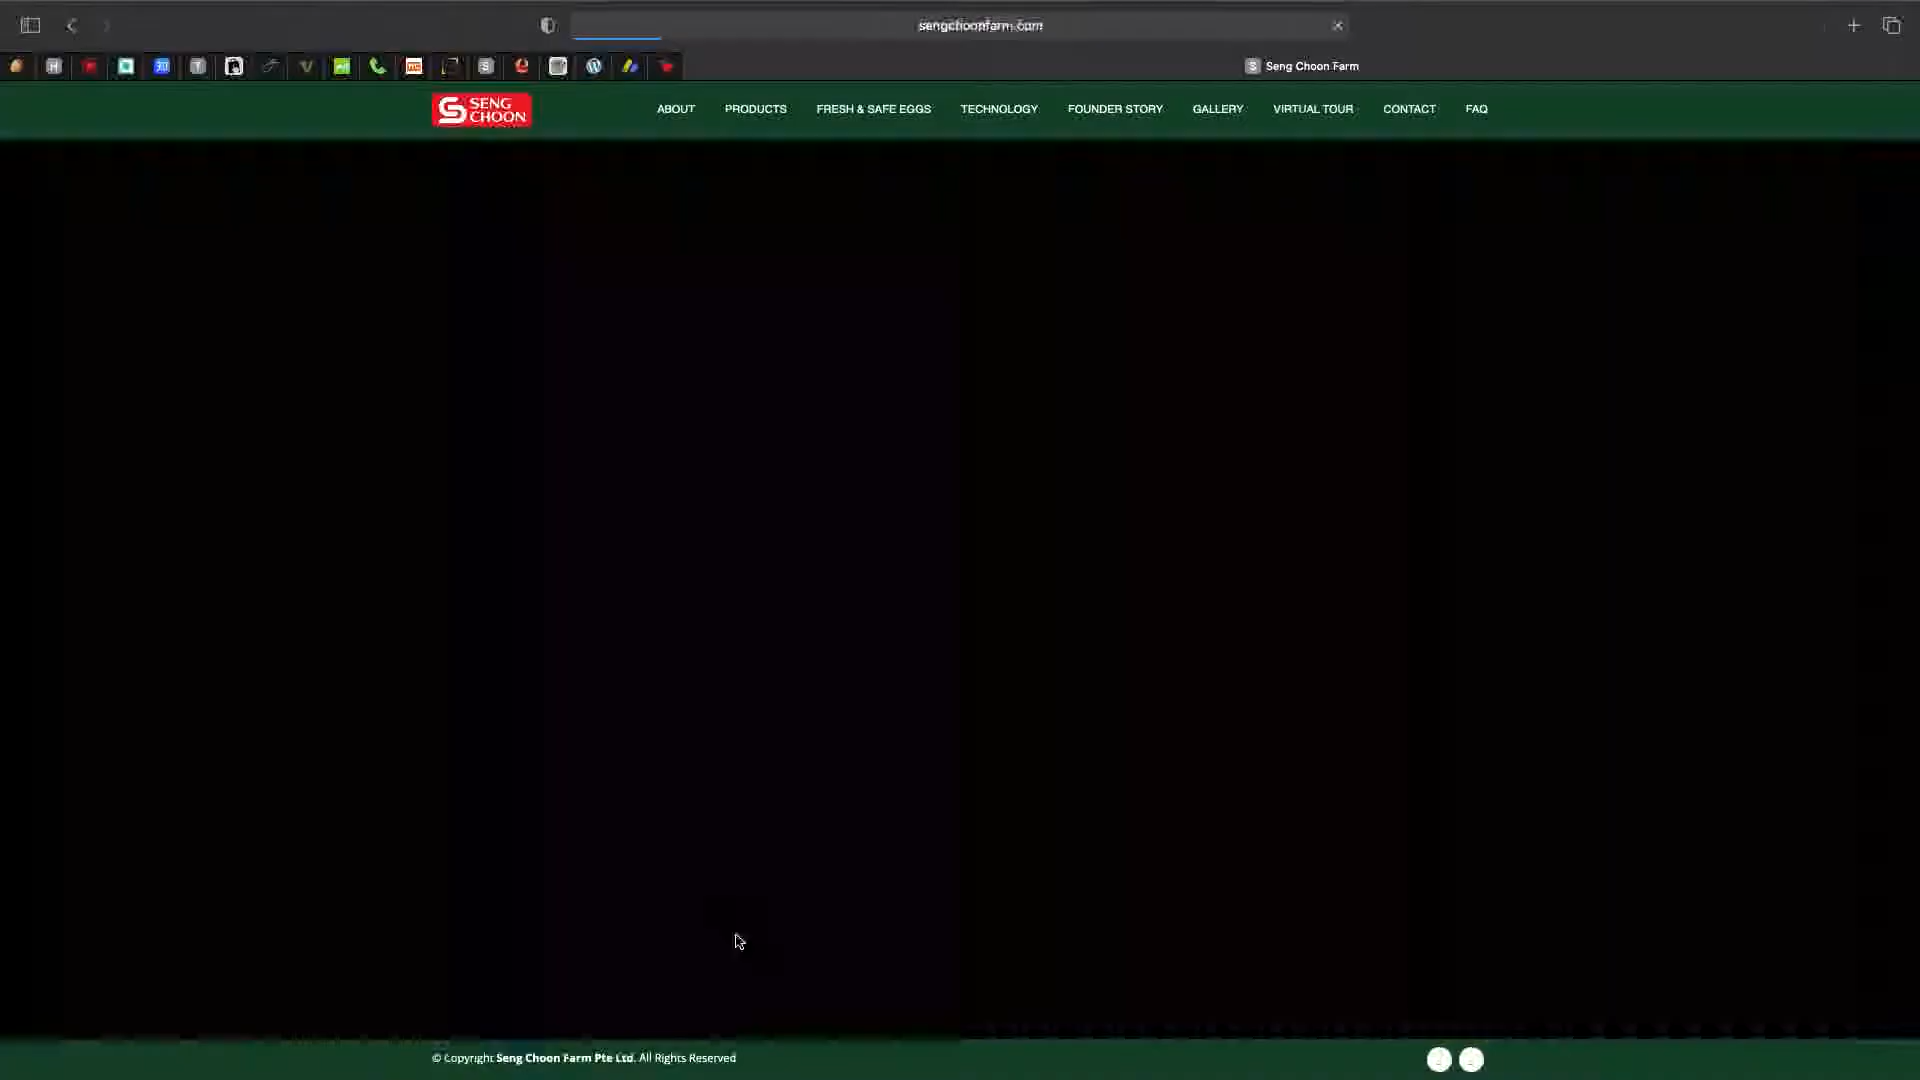 sengchoonfarm.com
Seng Choon Farm
SENG CHOON
ABOUT PRODUCTS FRESH & SAFE EGGS TECHNOLOGY FOUNDER STORY GALLERY VIRTUAL TOUR CONTACT FAQ
© Copyright Seng Choon Farm Pte Ltd. All Rights Reserved